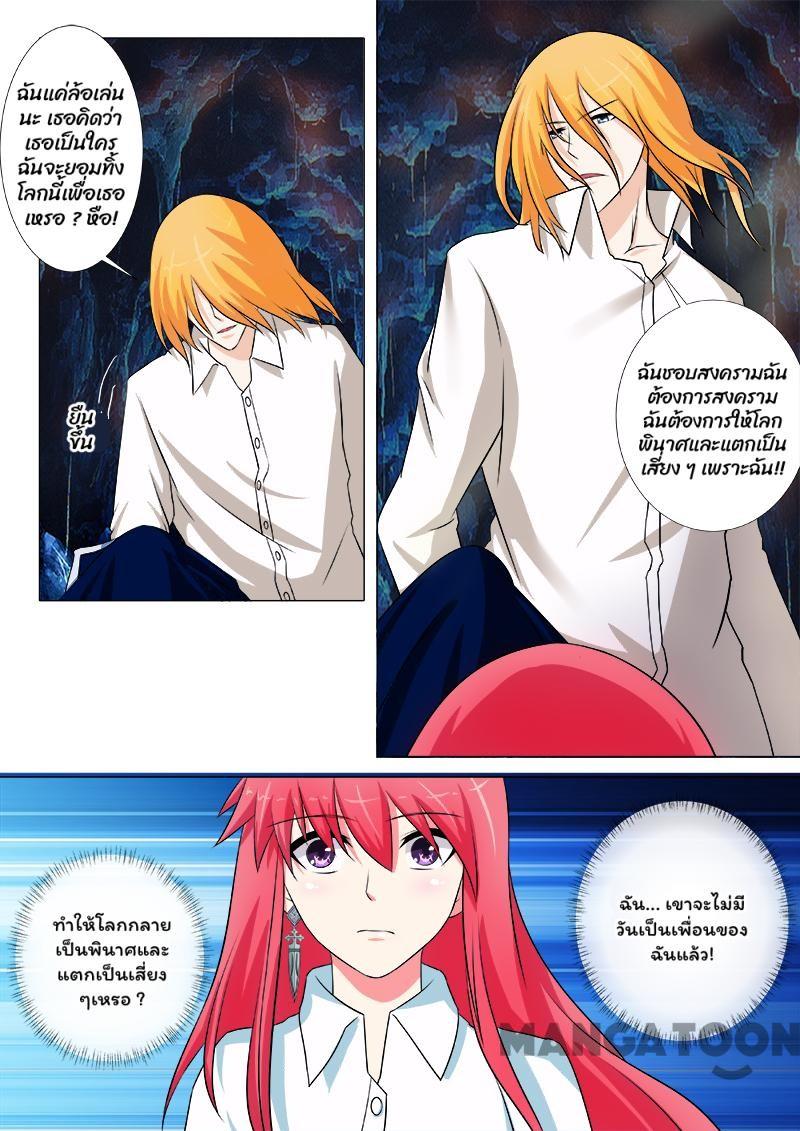 ฉันแค่ล้อเล่น
นะ เธอคิดว่า
เธอเป็นใคร
ฉันจะยอมทิ้ง
โลกนี้เพื่อเธอ
เหรอ ? หือ!
ยืน
ขึ้น
ฉันชอบสงครามฉัน
ต้องการสงคราม
ฉันต้องการให้โลก
พินาศและแตกเป็น
เสี่ยง ๆ เพราะฉัน!!
ทำให้โลกกลาย
เป็นพินาศและ
แตกเป็นเสี่ยง
ๆเหรอ ?
ฉัน... เขาจะไม่มี
วันเป็นเพื่อนของ
ฉันแล้ว!
MANGATOON